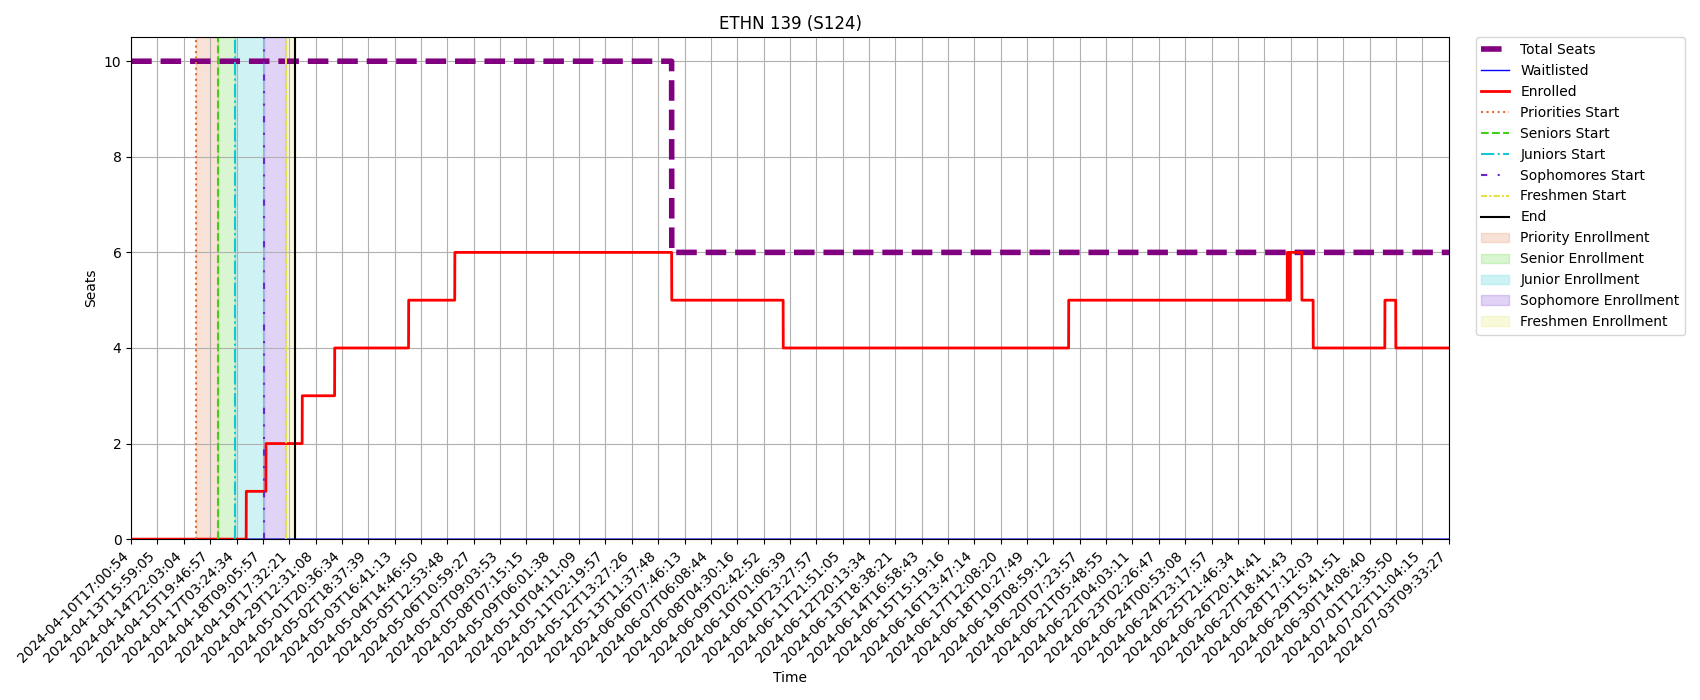 ETHN 139 (S124)
10
8
6
4
2
0
Seats
2024-04-10T17:00:54
2024-04-13T15:59:05
2024-04-14T22:03:04
2024-04-15T19:46:57
2024-04-17T03:24:34
2024-04-18T09:05:57
2024-04-19T17:32:21
2024-04-29T12:31:08
2024-05-01T20:36:34
2024-05-02T18:37:39
2024-05-03T16:41:13
2024-05-04T14:46:50
2024-05-05T12:53:48
2024-05-06T10:59:27
2024-05-07T09:03:53
2024-05-08T07:15:15
2024-05-09T06:01:38
2024-05-10T04:11:09
2024-05-11T02:19:57
2024-05-12T13:27:26
2024-05-13T11:37:48
2024-06-06T07:46:13
2024-06-07T06:08:44
2024-06-08T04:30:16
2024-06-09T02:42:52
2024-06-10T01:06:39
2024-06-10T23:27:57
2024-06-11T21:51:05
2024-06-12T20:13:34
2024-06-13T18:38:21
2024-06-14T16:58:43
2024-06-15T15:19:16
2024-06-16T13:47:14
2024-06-17T12:08:20
2024-06-18T10:27:49
2024-06-19T08:59:12
2024-06-20T07:23:57
2024-06-21T05:48:55
2024-06-22T04:03:11
2024-06-23T02:26:47
2024-06-24T00:53:08
2024-06-24T23:17:57
2024-06-25T21:46:34
2024-06-26T20:14:41
2024-06-27T18:41:43
2024-06-28T17:12:03
2024-06-29T15:41:51
2024-06-30T14:08:40
2024-07-01T12:35:50
2024-07-02T11:04:15
2024-07-03T09:33:27
Time
Total Seats
Waitlisted
Enrolled
Priorities Start
Seniors Start
Juniors Start
Sophomores Start
Freshmen Start
End
Priority Enrollment
Senior Enrollment
Junior Enrollment
Sophomore Enrollment
Freshmen Enrollment